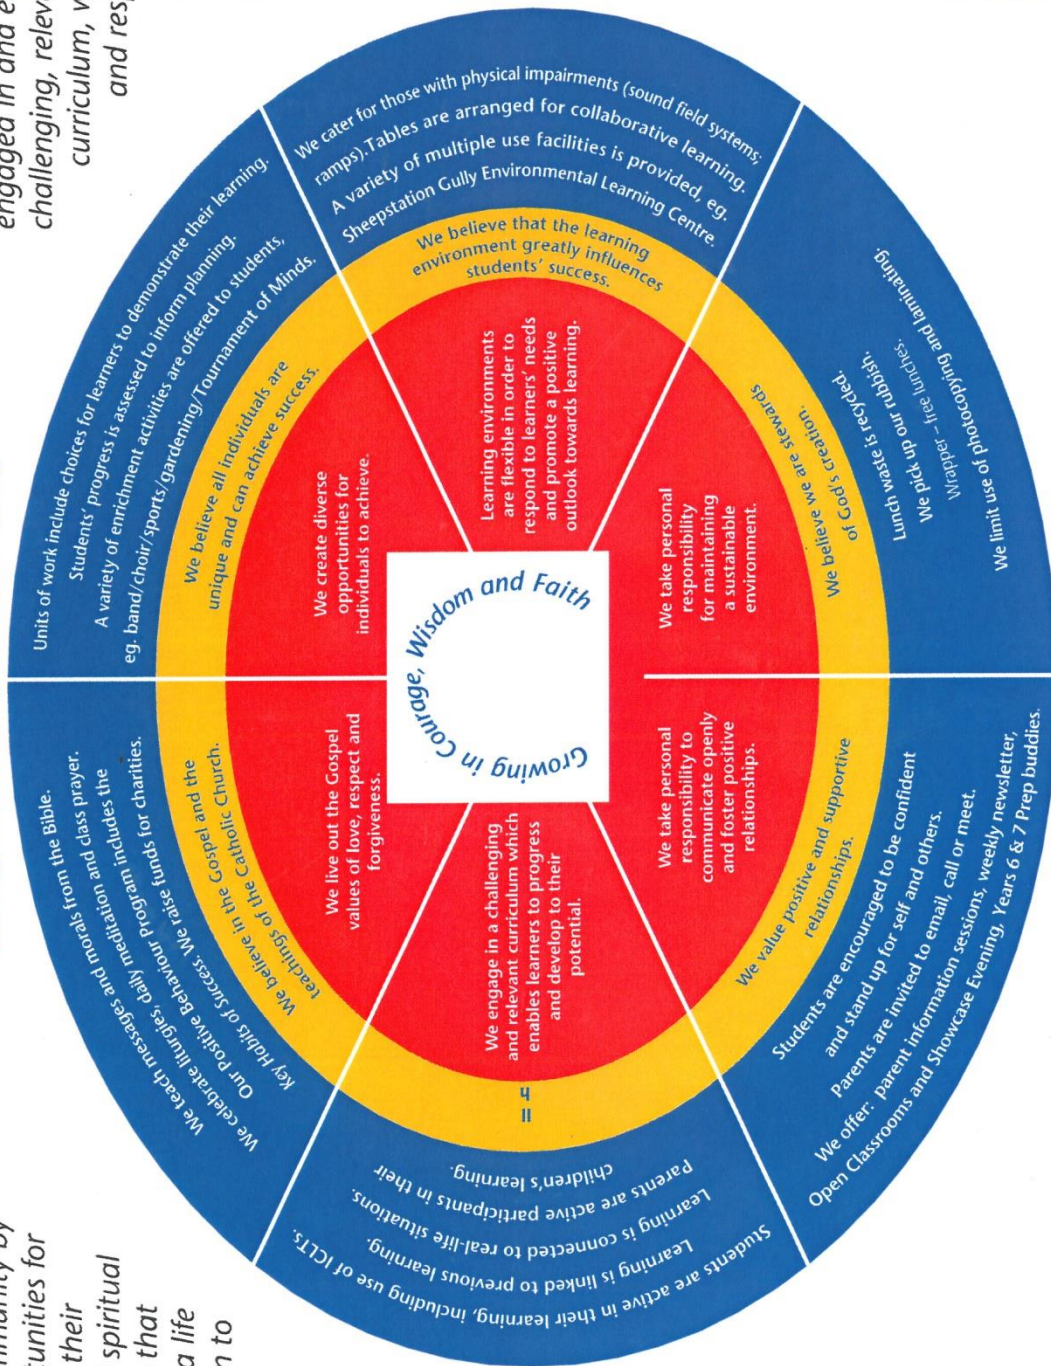 engaged in and e
challenging, relev
curriculum, w
and resp
munity by
tunities for
their
spiritual
that
a life
n to
Growing in Courage, Wisdom and Faith
We live out the Gospel
values of love, respect and
forgiveness.
We believe in the Gospel and the
teachings of the Catholic Church.
We teach messages and morals from the Bible.
We celebrate liturgies, daily meditation and class prayer.
Our Positive Behaviour Program includes the
Key Habits of Success. We raise funds for charities.
We create diverse
opportunities for
individuals to achieve.
We believe all individuals are
unique and can achieve success.
Units of work include choices for learners to demonstrate their learning.
Students' progress is assessed to inform planning.
A variety of enrichment activities are offered to students,
eg. band/choir/sports/gardening/Tournament of Minds.
Learning environments
are flexible in order to
respond to learners' needs
and promote a positive
outlook towards learning.
We believe that the learning
environment greatly influences
students' success.
We cater for those with physical impairments (sound field systems;
ramps). Tables are arranged for collaborative learning.
A variety of multiple use facilities is provided, eg.
Sheepstation Gully Environmental Learning Centre.
We take personal
responsibility
for maintaining
a sustainable
environment.
We believe we are stewards
of God's creation.
Lunch waste is recycled.
We pick up our rubbish.
Wrapper – free lunches.
We limit use of photocopying and laminating.
We take personal
responsibility to
communicate openly
and foster positive
relationships.
We value positive and supportive
relationships.
Students are encouraged to be confident
and stand up for self and others.
Parents are invited to email, call or meet.
We offer: parent information sessions, weekly newsletter,
Open Classrooms and Showcase Evening, Years 6 & 7 Prep buddies.
We engage in a challenging
and relevant curriculum which
enables learners to progress
and develop to their
potential.
Parents are active participants in their
children's learning.
Learning is connected to real-life situations.
Learning is linked to previous learning.
Students are active in their learning, including use of ICLTs.